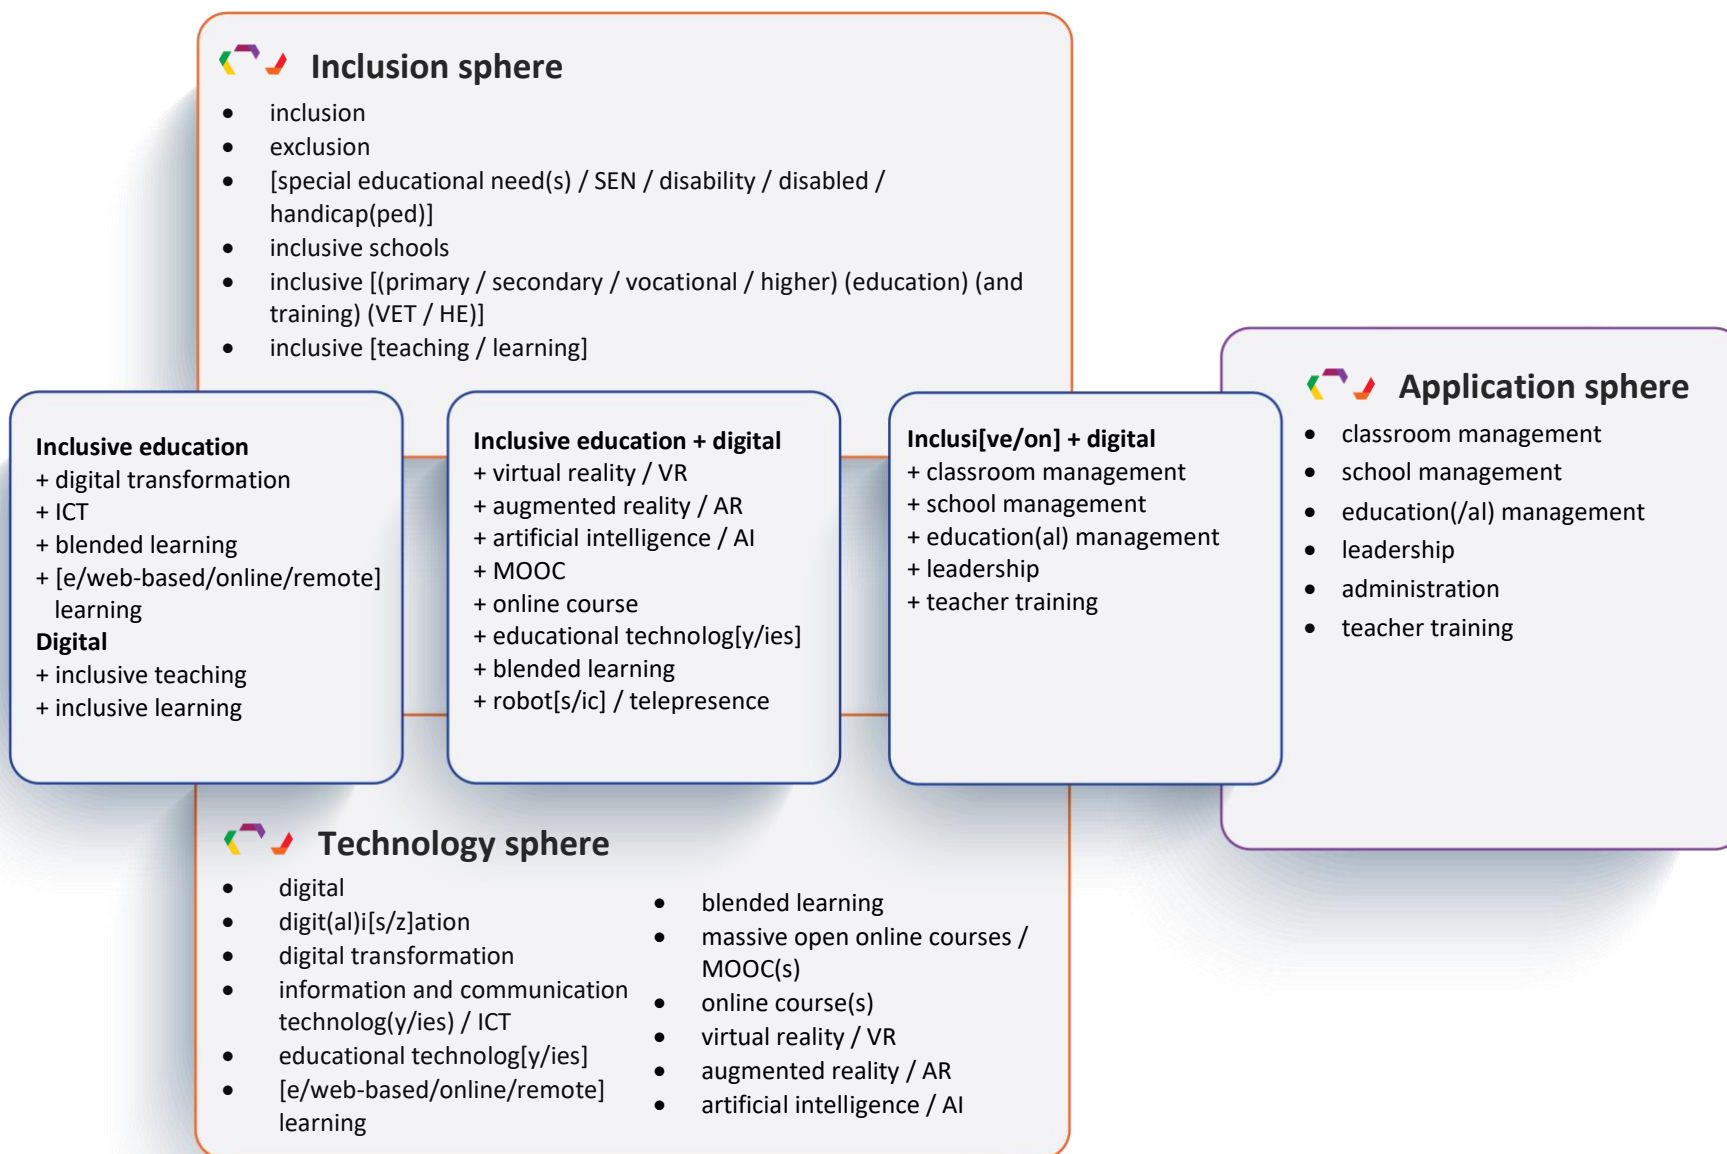 Inclusion sphere
• inclusion
• exclusion
• [special educational need(s) / SEN / disability / disabled /
handicap(ped)]
• inclusive schools
• inclusive [(primary / secondary / vocational / higher) (education) (and
training) (VET / HE)]
• inclusive [teaching / learning]
Inclusive education
+ digital transformation
+ ICT
+ blended learning
+ [e/web-based/online/remote]
learning
Digital
+ inclusive teaching
+ inclusive learning
Inclusive education + digital
+ virtual reality / VR
+ augmented reality / AR
+ artificial intelligence / AI
+ MOOC
+ online course
+ educational technolog[y/ies]
+ blended learning
+ robot[s/ic] / telepresence
Inclusi[ve/on] + digital
+ classroom management
+ school management
+ education(al) management
+ leadership
+ teacher training
Application sphere
• classroom management
• school management
• education(/al) management
• leadership
• administration
• teacher training
Technology sphere
• digital
• digit(al)i[s/z]ation
• digital transformation
• information and communication
technolog(y/ies) / ICT
• educational technolog[y/ies]
• [e/web-based/online/remote]
learning
• blended learning
• massive open online courses /
MOOC(s)
• online course(s)
• virtual reality / VR
• augmented reality / AR
• artificial intelligence / AI